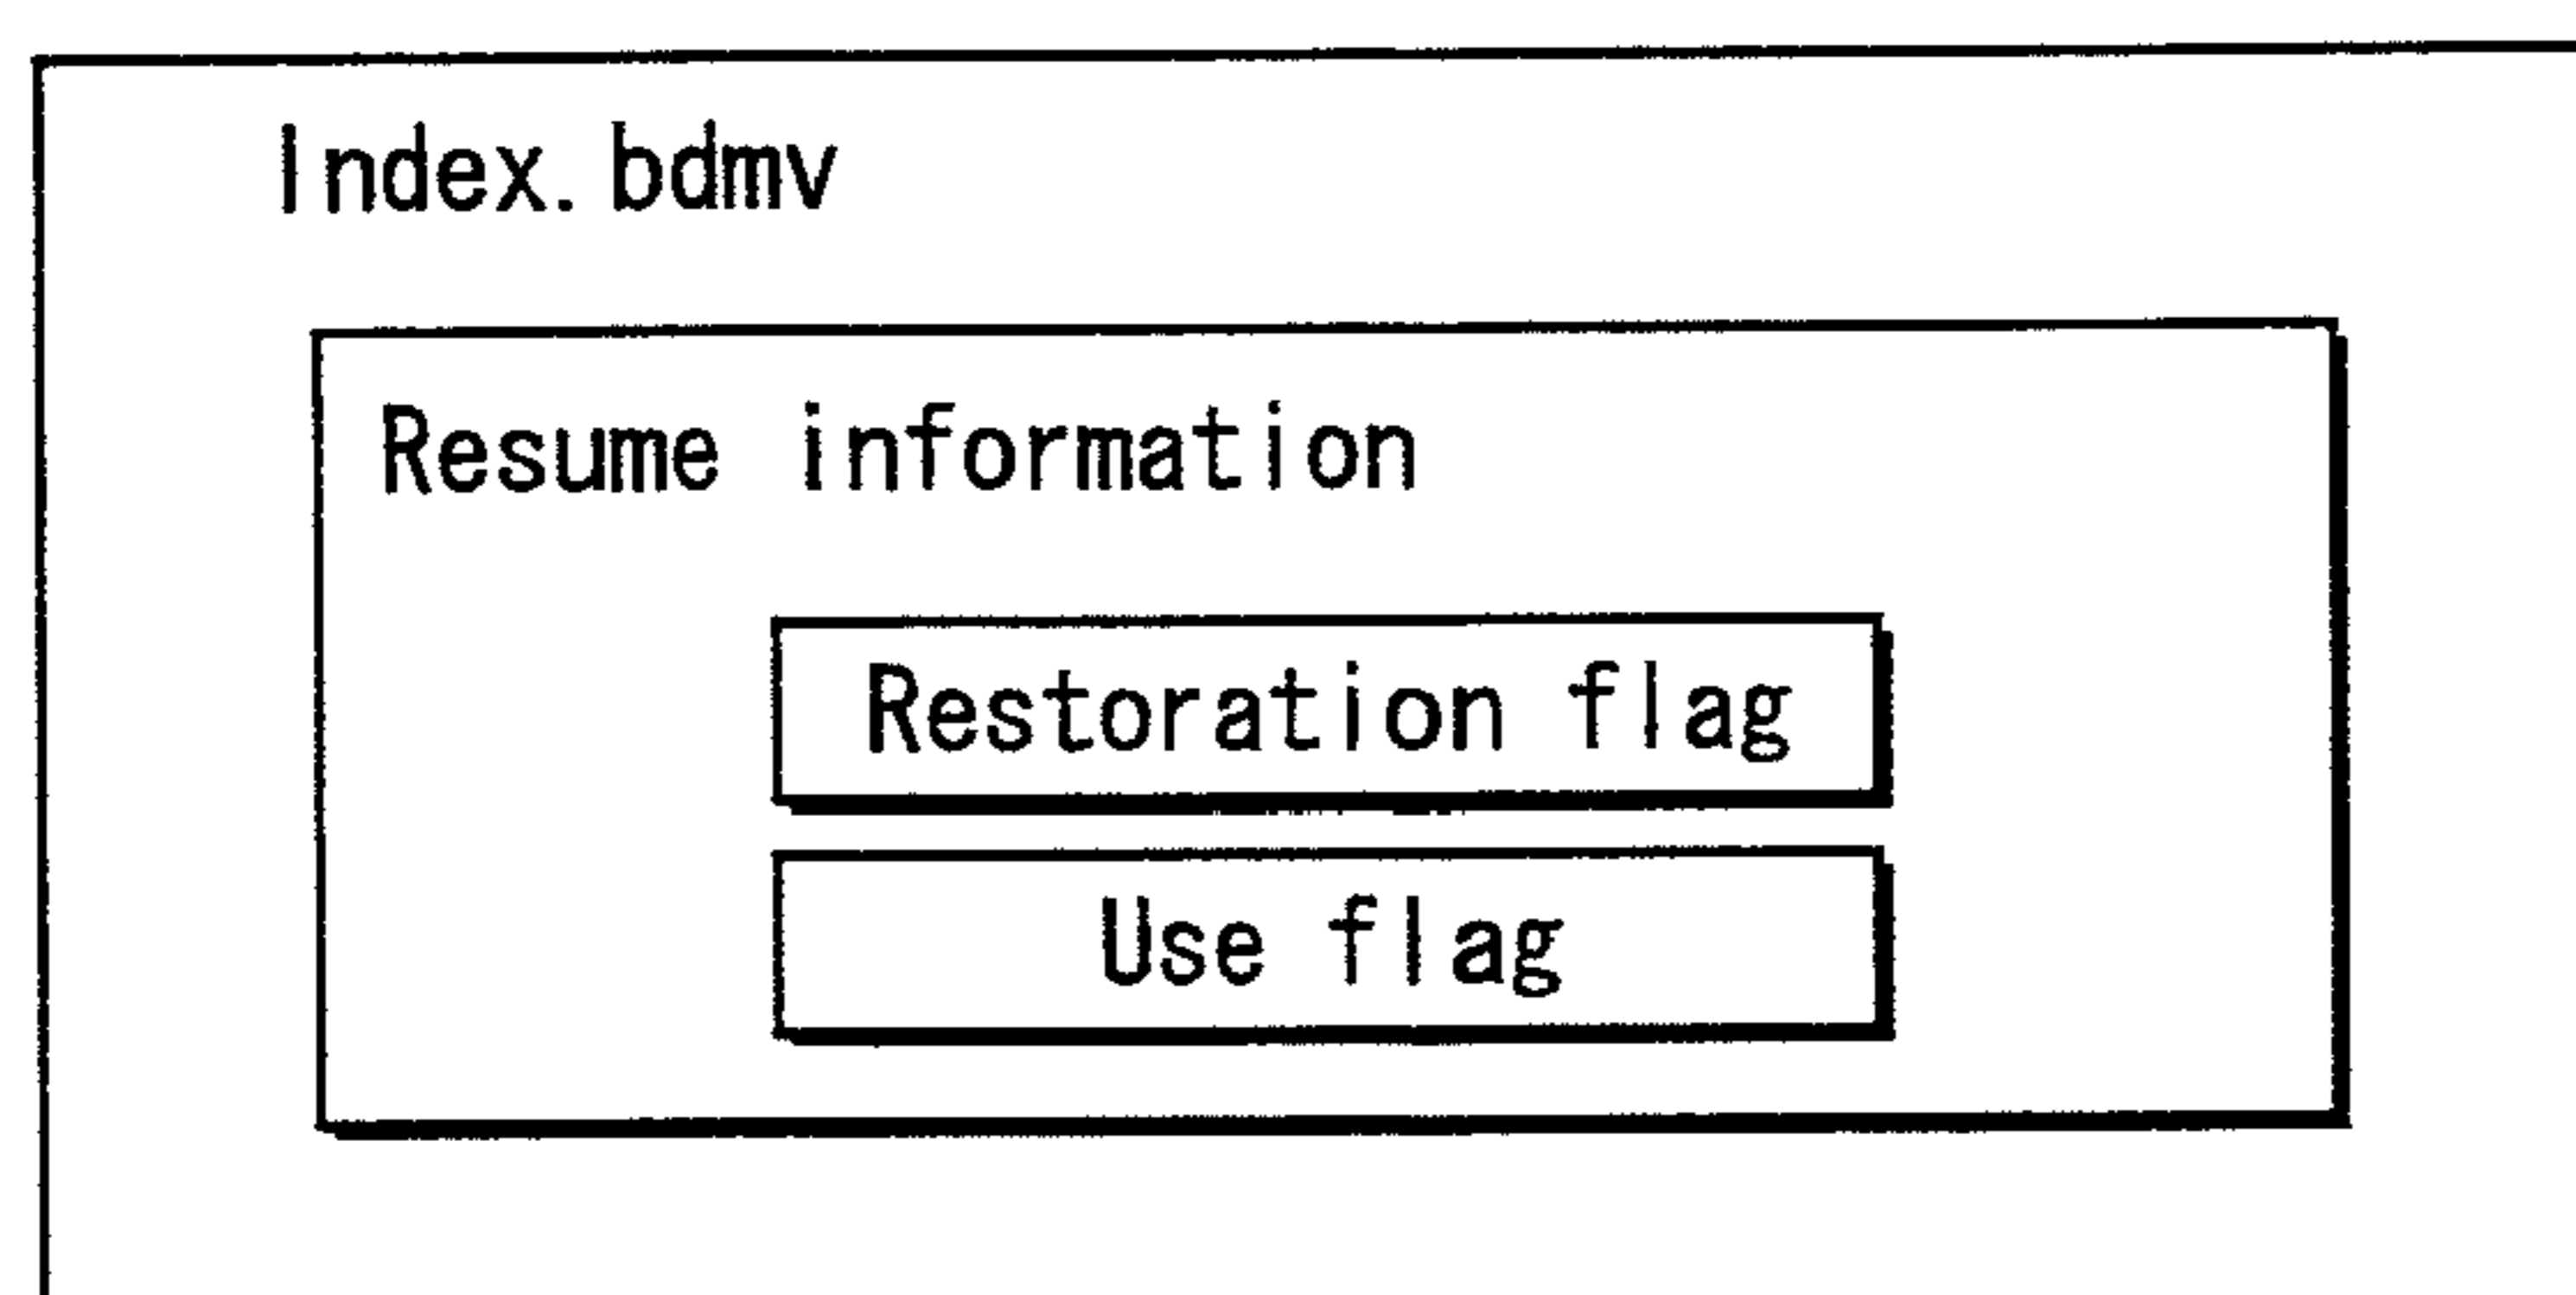 Index.bdmv
Resume information
Restoration flag
Use flag